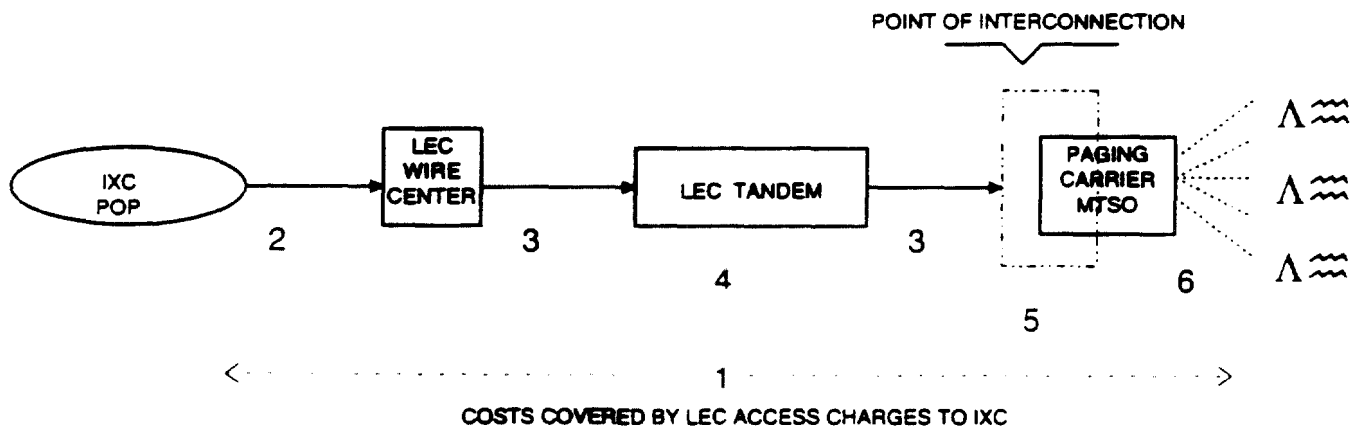 POINT OF INTERCONNECTION
IXC
POP
LEC
WIRE
CENTER
LEC TANDEM
PAGING
CARRIER
MTSO
2
3
4
3
5
6
1
COSTS COVERED BY LEC ACCESS CHARGES TO IXC